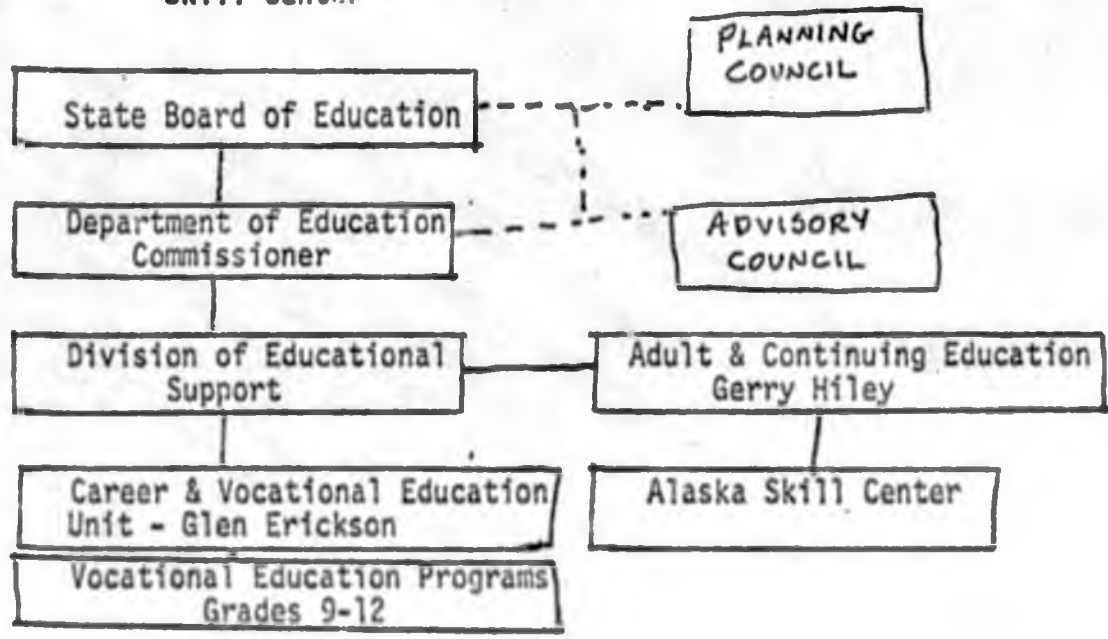 PLANNING
COUNCIL
State Board of Education
Department of Education
Commissioner
ADVISORY
COUNCIL
Division of Educational
Support
Adult & Continuing Education
Gerry Hiley
Career & Vocational Education
Unit - Glen Erickson
Alaska Skill Center
Vocational Education Programs
Grades 9-12